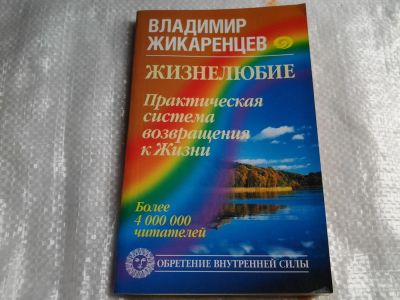 ВЛАДИМИР
ЖИКАРЕНЦЕВ
ЖИЗНЕЛЮБИЕ
Практическая
система
возвращения
к Жизни
Более
4 000 000
читателей
ОБРЕТЕНИЕ ВНУТРЕННЕЙ СИЛЫ